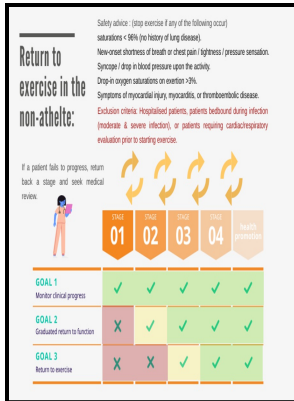 Return to
exercise in the
non-athelte:
Safety advice : (stop exercise if any of the following occur)
saturations < 96% (no history of lung disease).
New-onset shortness of breath or chest pain / tightness / pressure sensation.
Syncope / drop in blood pressure upon the activity.
Drop-in oxygen saturations on exertion >3%.
Symptoms of myocardial injury, myocarditis, or thromboembolic disease.
Exclusion criteria: Hospitalised patients, patients bedbound during infection
(moderate & severe infection), or patients requiring cardiac/respiratory
evaluation prior to starting exercise.
If a patient fails to progress, return
back a stage and seek medical
review.
STAGE
01
STAGE
02
STAGE
03
STAGE
04
health
promotion
GOAL 1
Monitor clinical progress
GOAL 2
Graduated return to function
GOAL 3
Return to exercise